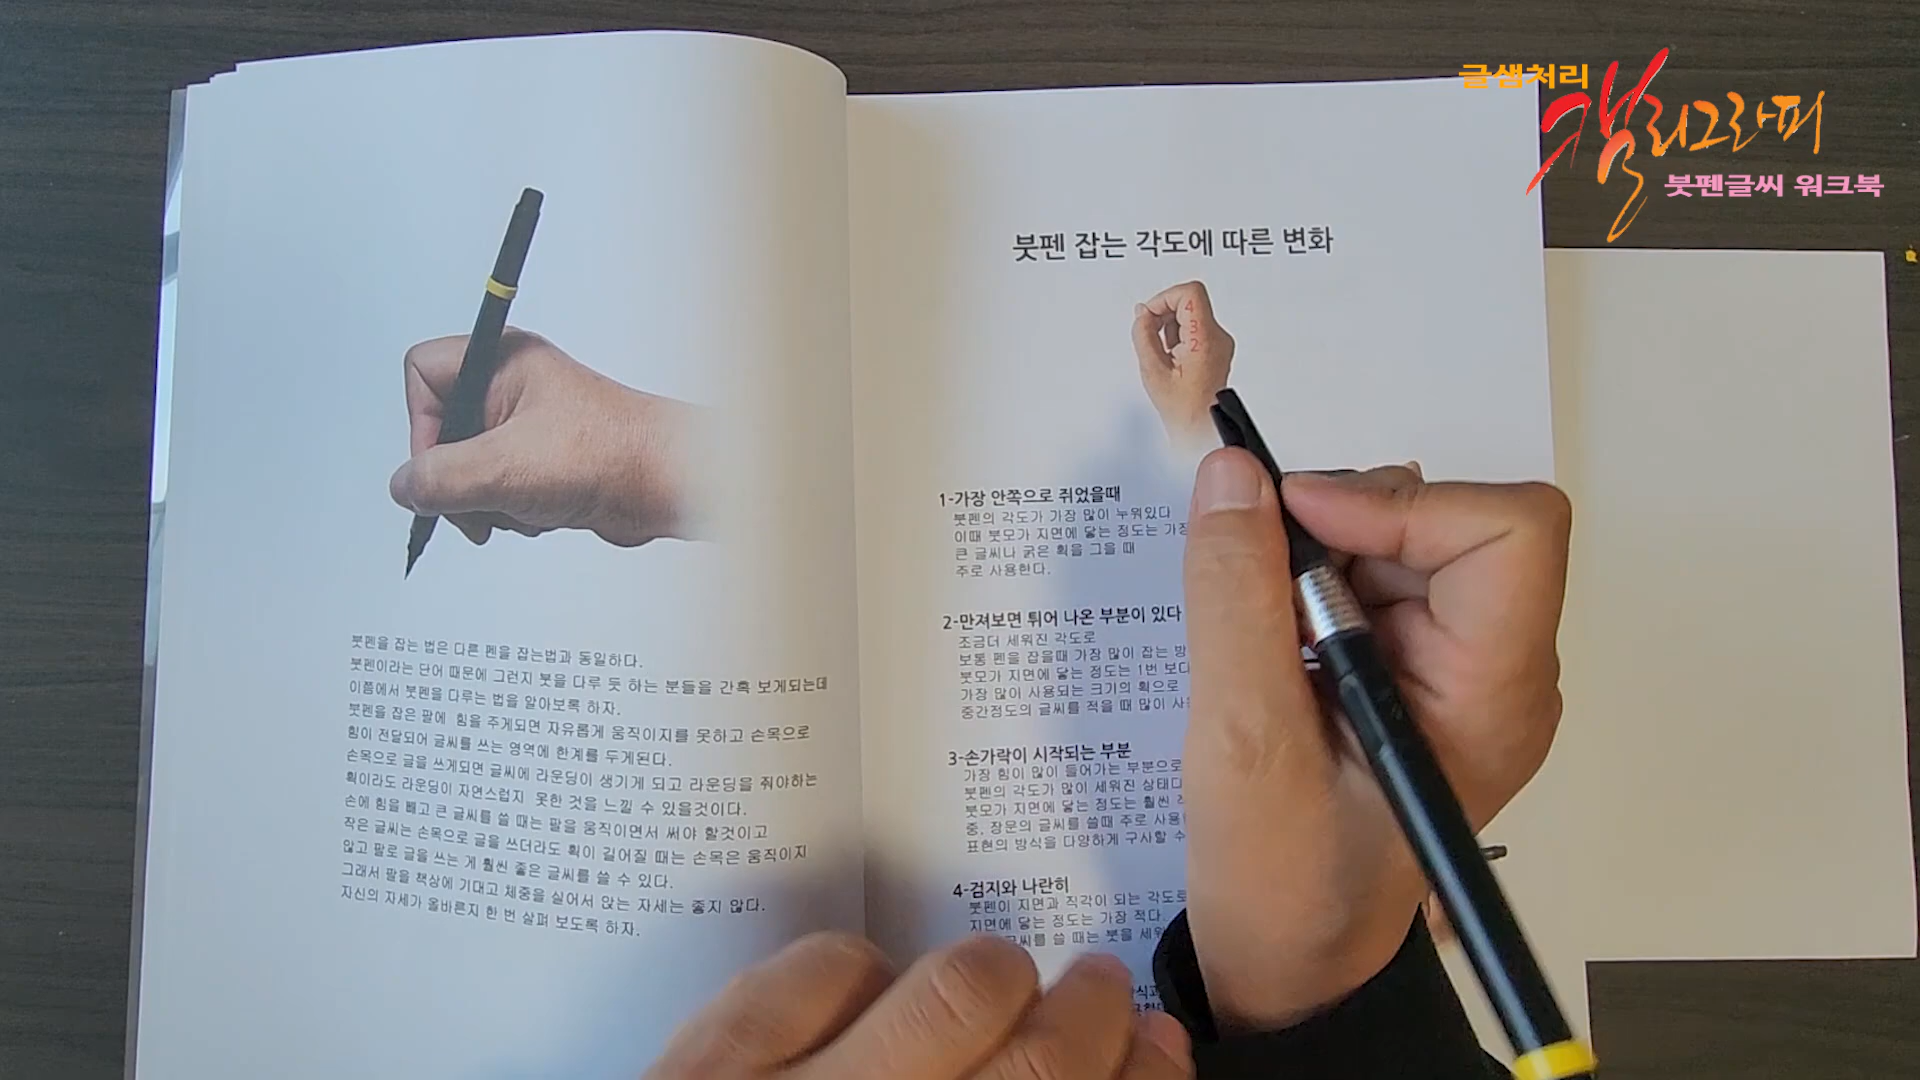 글샘처리
캘리그라피
붓펜글씨 워크북
붓펜을 잡는 법은 다른 펜을 잡는법과 동일하다.
붓펜이라는 단어 때문에 그런지 붓을 다루 듯 하는 분들을 간혹 보게되는데
이쯤에서 붓펜을 다루는 법을 알아보록 하자.
붓펜을 잡은 팔에 힘을 주게되면 자유롭게 움직이지를 못하고 손목으로
힘이 전달되어 글씨를 쓰는 영역에 한계를 두게된다.
손목으로 글을 쓰게되면 글씨에 라운딩이 생기게 되고 라운딩을 줘야하는
획이라도 라운딩이 자연스럽지 못한 것을 느낄 수 있을것이다.
손에 힘을 빼고 큰 글씨를 쓸 때는 팔을 움직이면서 써야 할것이고
작은 글씨는 손목으로 글을 쓰더라도 획이 길어질 때는 손목은 움직이지
않고 팔로 글을 쓰는 게 훨씬 좋은 글씨를 쓸 수 있다.
그래서 팔을 책상에 기대고 체중을 실어서 앉는 자세는 좋지 않다.
자신의 자세가 올바른지 한 번 살펴 보도록 하자.
붓펜 잡는 각도에 따른 변화
4
3
2
1
1-가장 안쪽으로 쥐었을때
붓펜의 각도가 가장 많이 누워있다
이때 붓모가 지면에 닿는 정도는 가장
큰 글씨나 굵은 획을 그을 때
주로 사용한다.
2-만져보면 튀어 나온 부분이 있다
조금더 세워진 각도로
보통 펜을 잡을때 가장 많이 잡는
붓모가 지면에 닿는 정도는 1번 보다
가장 많이 사용되는 크기의 획으로
중간정도의 글씨를 적을 때 많이
3-손가락이 시작되는 부분
가장 힘이 많이 들어가는 부분으로
붓펜의 각도가 많이 세워진 상태
붓모가 지면에 닿는 정도는 훨씬
중, 장문의 글씨를 쓸때 주로
표현의 방식을 다양하게 구사할 수
4-검지와 나란히
붓펜이 지면과 직각이 되는 각도로
지면에 닿는 정도는 가장 적다.
글씨를 쓸 때는 붓을